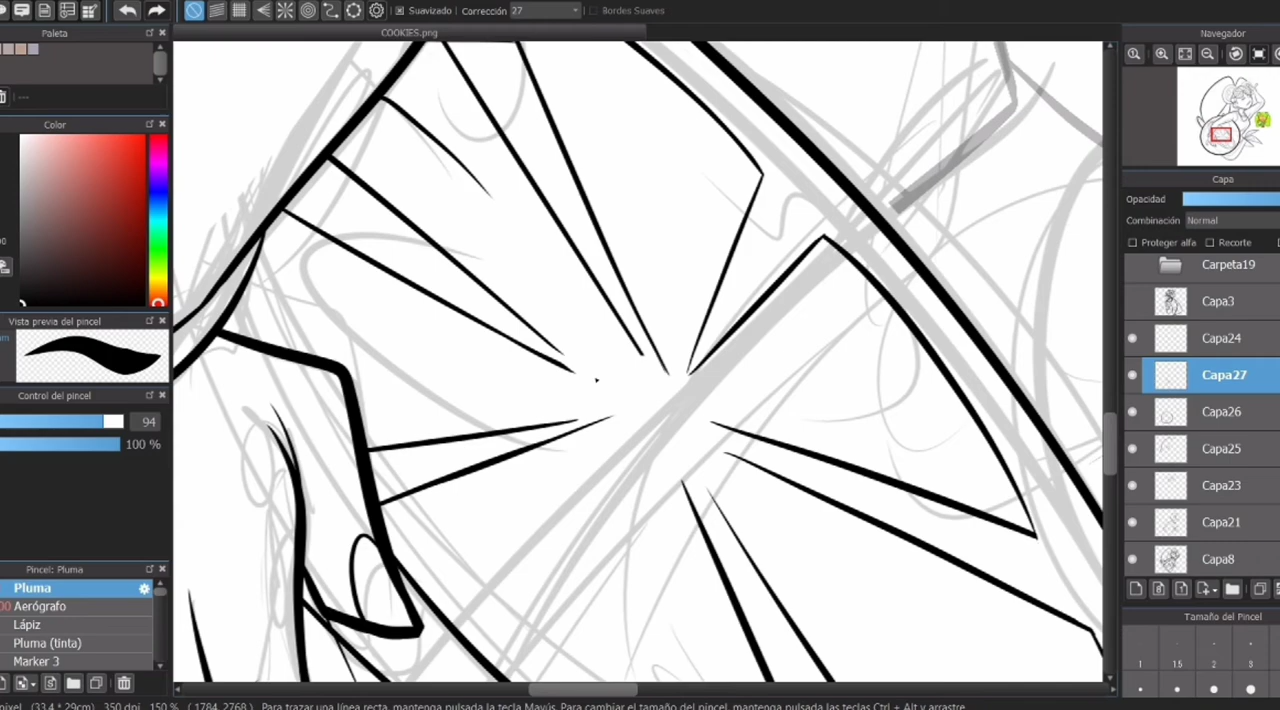 Suavizado Corrección 27 Bordes Suaves
COOKIES.png
Paleta
---
Color
Vista previa del pincel
Control del pincel
94
100 %
Pincel: Pluma
Pluma
Aerógrafo
Lápiz
Pluma (tinta)
Marker 3
Navegador
Capa
Opacidad
Combinación Normal
Proteger alfa Recorte
Carpeta19
Capa3
Capa24
Capa27
Capa26
Capa25
Capa23
Capa21
Capa8
Tamaño del Pincel
1 1.5 2 3
(33.4 * 29cm) 350 dpi 150 % ( 1784, 2768 ) Para trazar una línea recta, mantenga pulsada la tecla Mayús. Para cambiar el tamaño del pincel, mantenga pulsadas las teclas Ctrl + Alt y arrastre